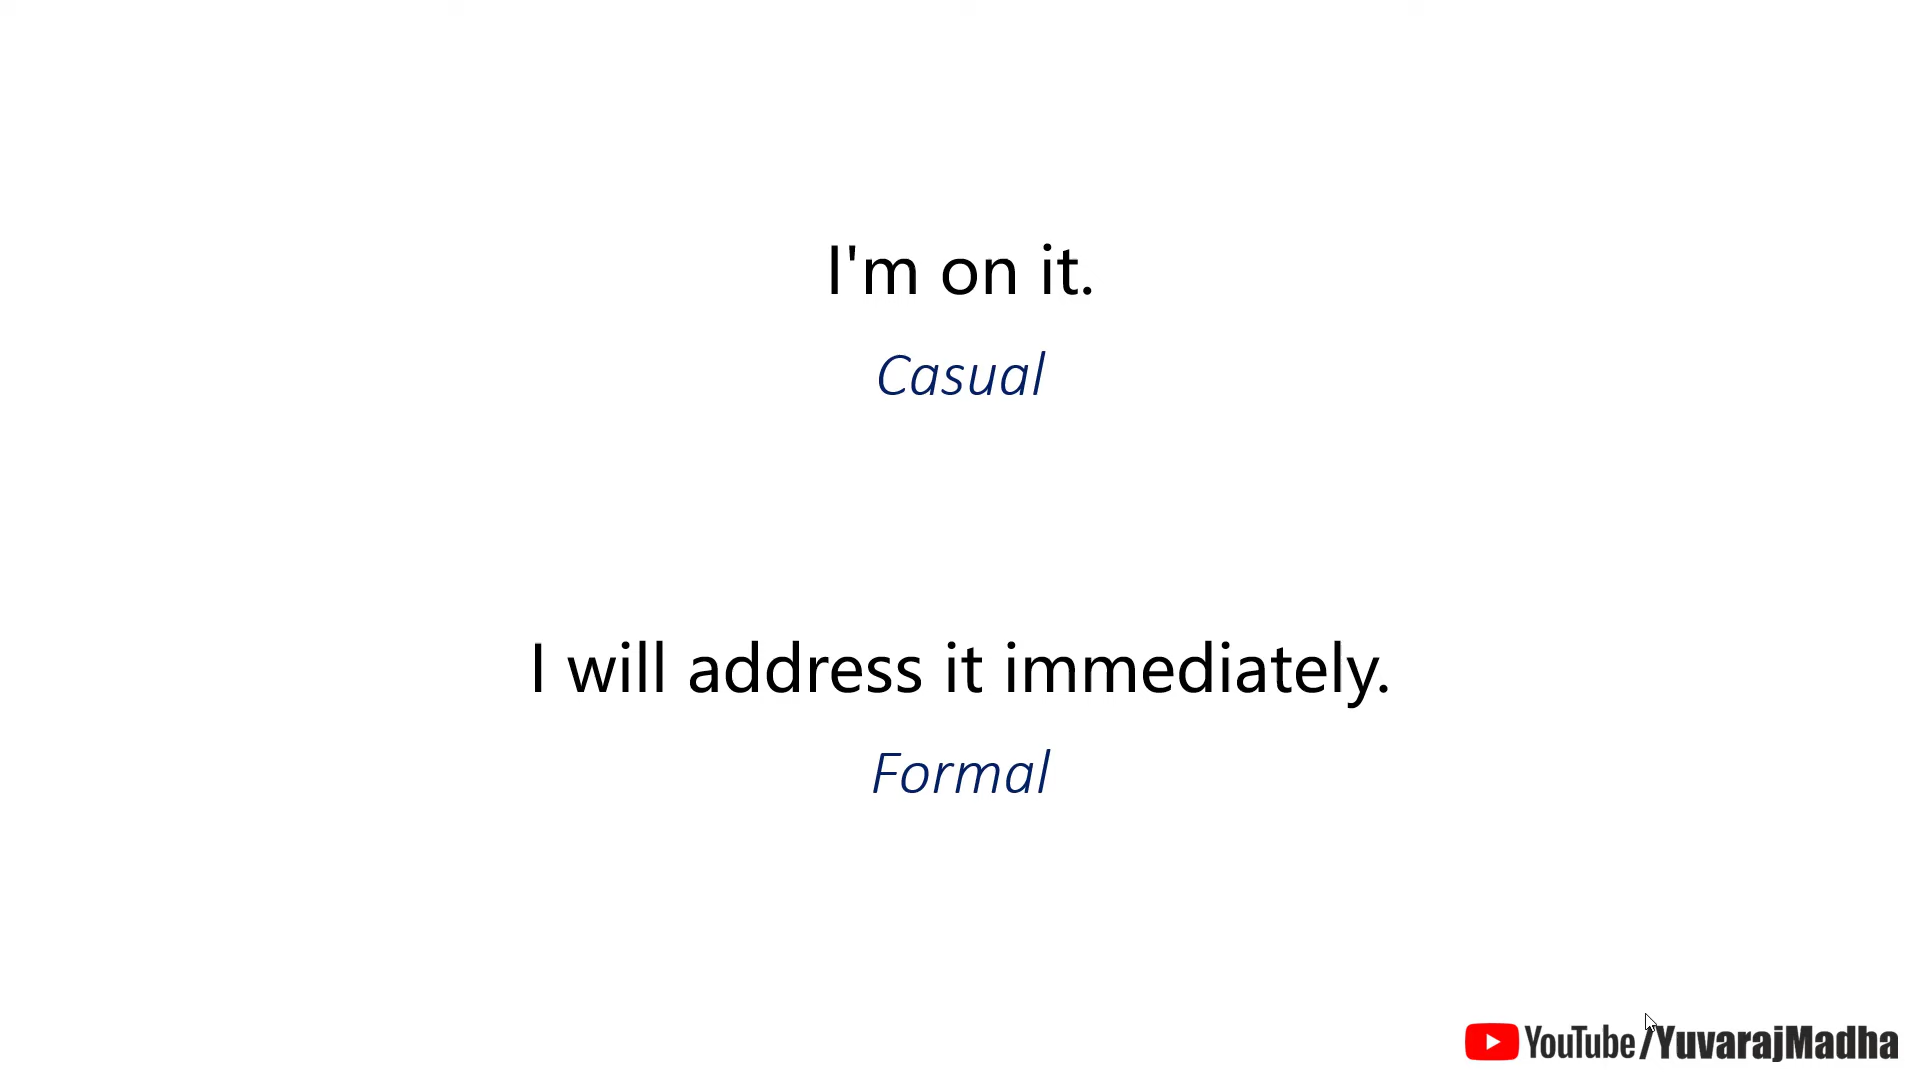 I'm on it.
Casual
I will address it immediately.
Formal
YouTube/YuvarajMadha